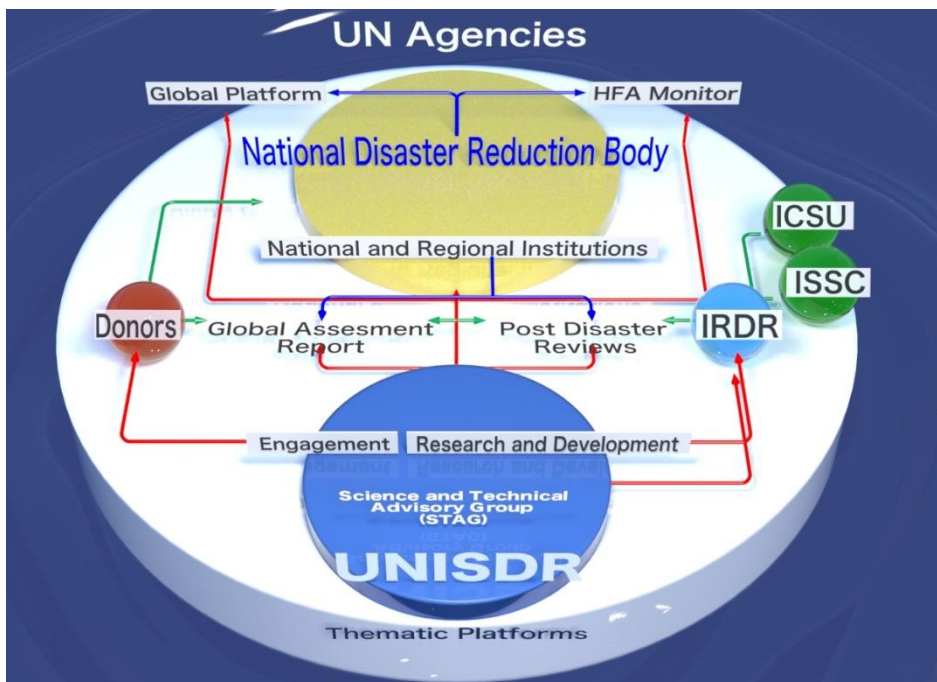 UN Agencies
Global Platform
HFA Monitor
National Disaster Reduction Body
ICSU
National and Regional Institutions
ISSC
Donors
Global Assesment
Report
Post Disaster
Reviews
IRDR
Engagement
Research and Development
Science and Technical
Advisory Group
(STAG)
UNISDR
Thematic Platforms